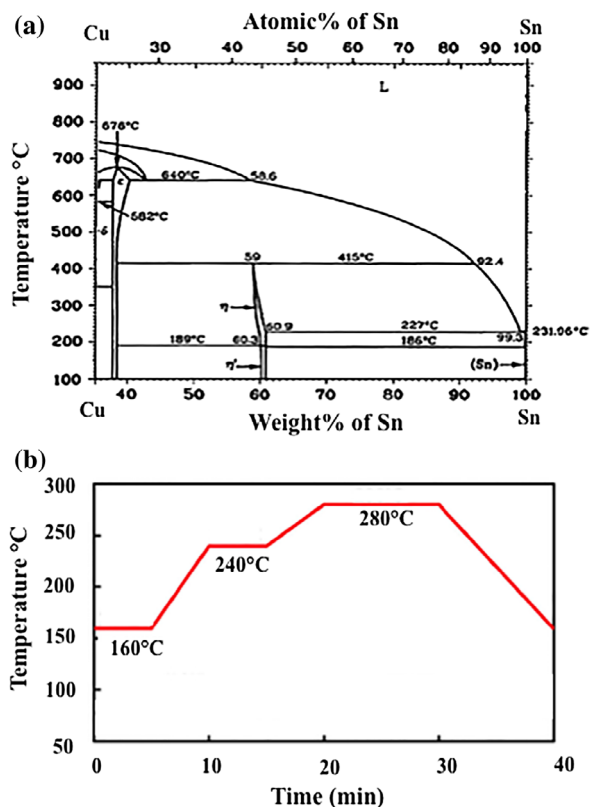 (a)
Atomic% of Sn
Cu
Sn
30 40 50 60 70 80 90 100
L
900
800
700
600
500
400
300
200
100
Temperature °C
676°C
ε
640°C
58.6
582°C
δ
59
415°C
92.4
η
60.9
227°C
99.3
231.96°C
189°C
60.3
186°C
η'
(Sn)
Cu
40 50 60 70 80 90 100
Sn
Weight% of Sn
(b)
300
250
200
150
100
50
Temperature °C
280°C
240°C
160°C
0 10 20 30 40
Time (min)